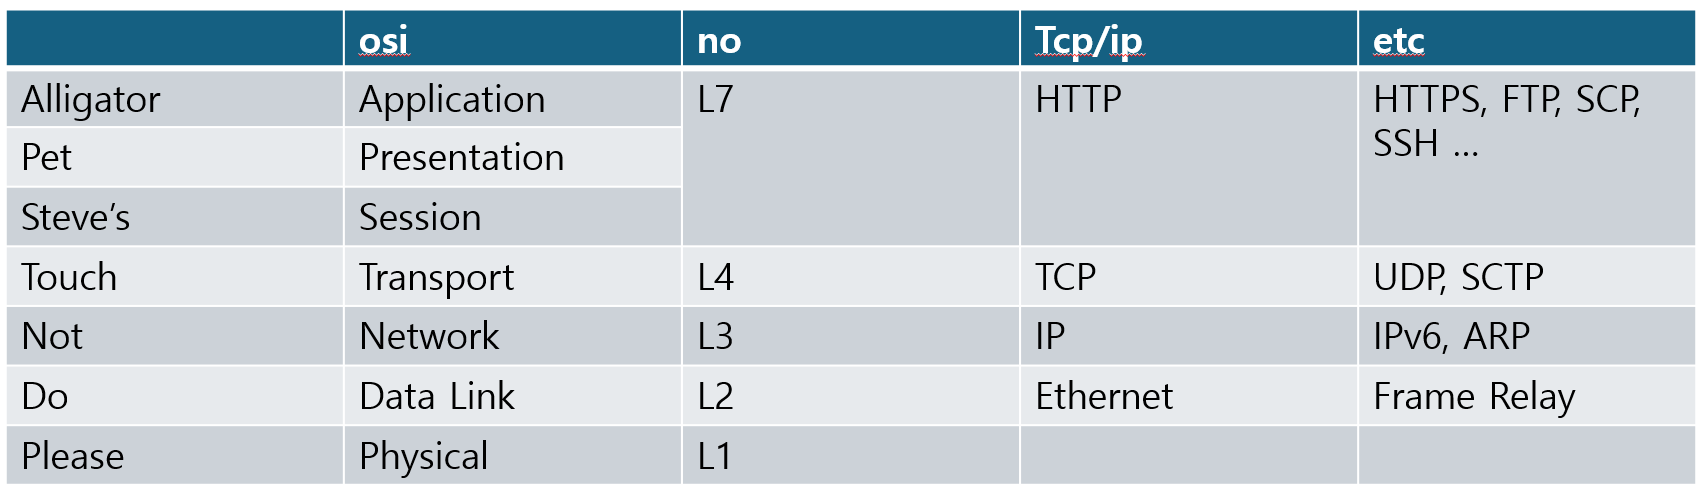 osi no Tcp/ip etc
Alligator Application L7 HTTP HTTPS, FTP, SCP,
SSH ...
Pet Presentation
Steve’s Session
Touch Transport L4 TCP UDP, SCTP
Not Network L3 IP IPv6, ARP
Do Data Link L2 Ethernet Frame Relay
Please Physical L1